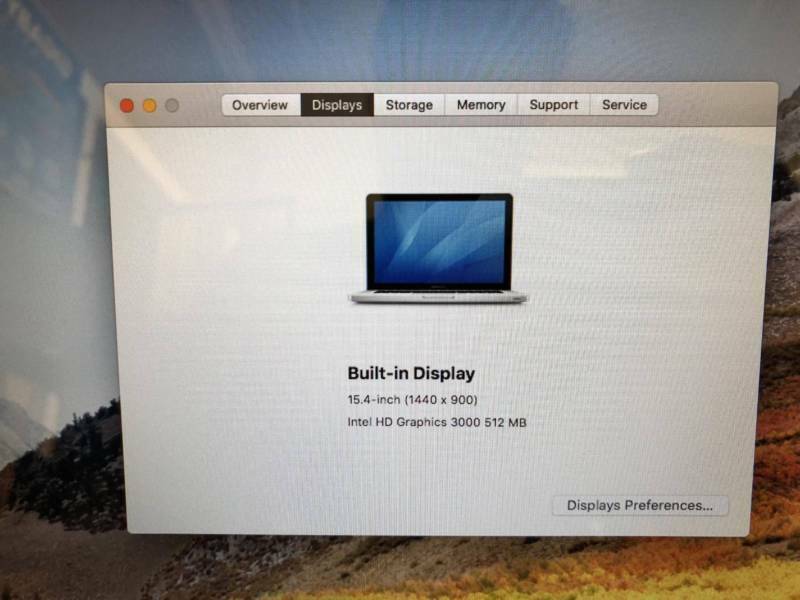 Overview Displays Storage Memory Support Service
Built-in Display
15.4-inch (1440 x 900)
Intel HD Graphics 3000 512 MB
Displays Preferences...